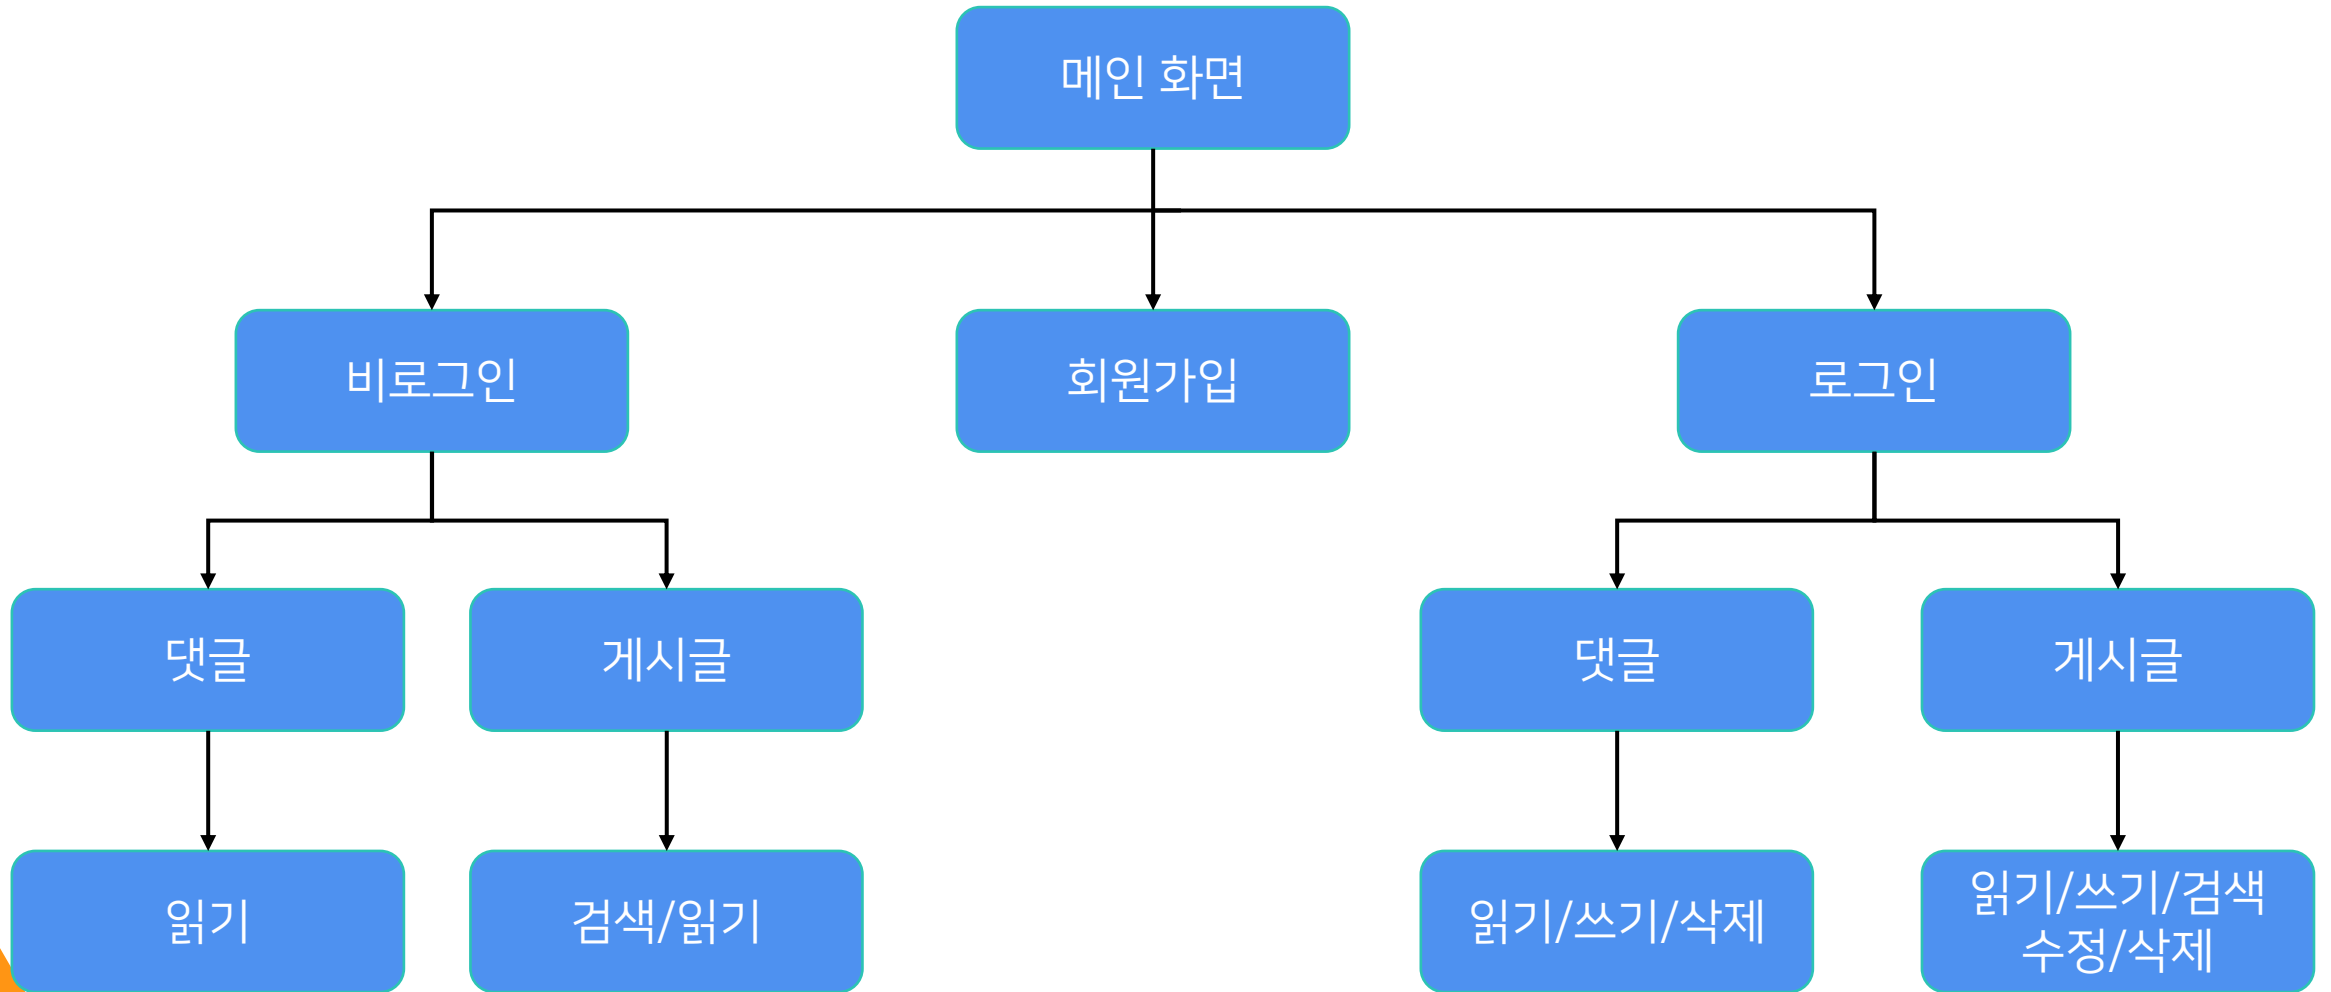 메인 화면
비로그인
회원가입
로그인
댓글
게시글
댓글
게시글
읽기
검색/읽기
읽기/쓰기/삭제
읽기/쓰기/검색
수정/삭제